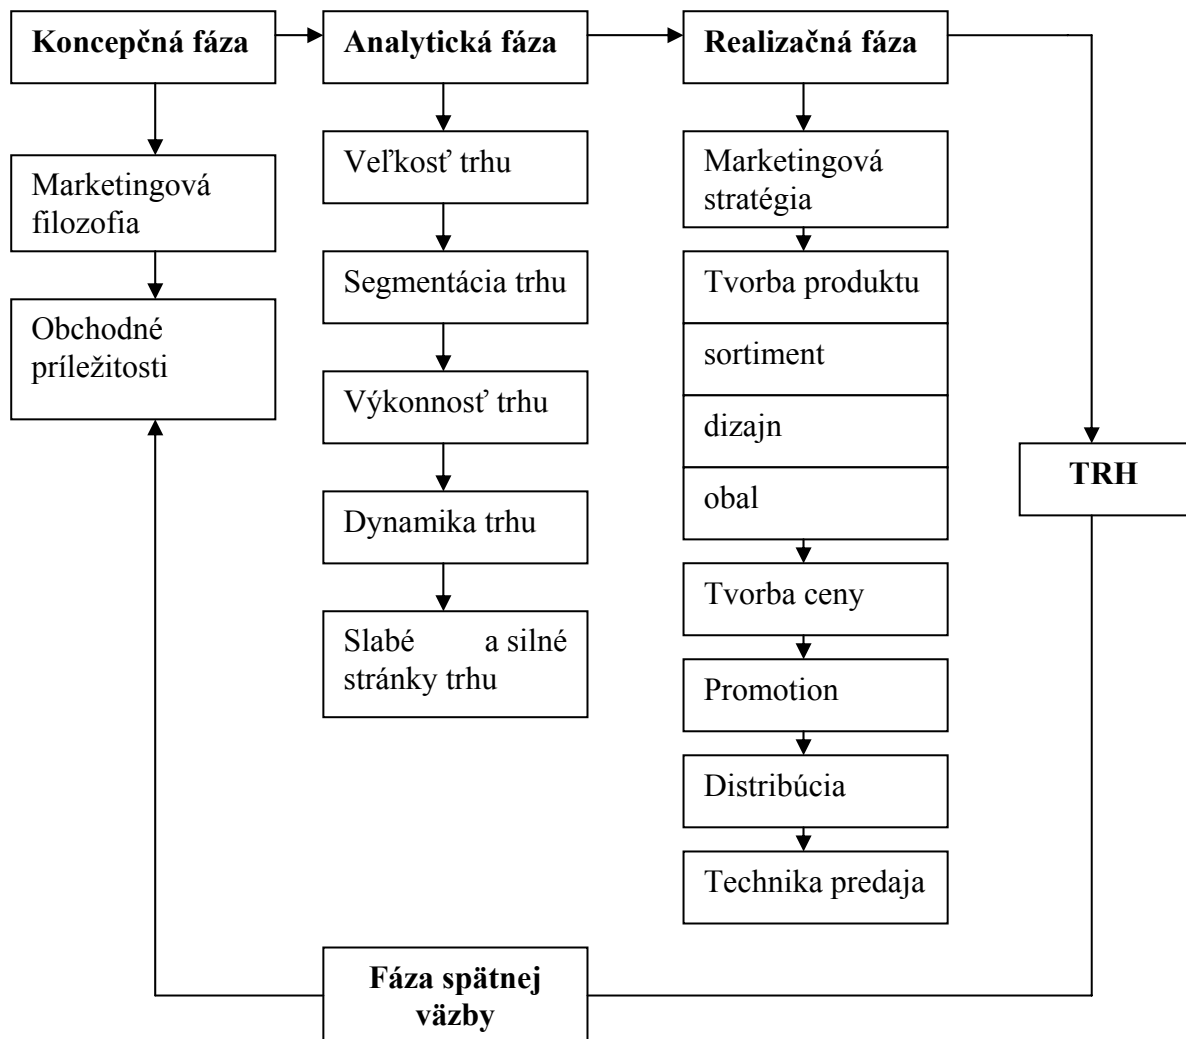 Koncepčná fáza
Analytická fáza
Realizačná fáza
Marketingová
filozofia
Obchodné
príležitosti
Veľkosť trhu
Segmentácia trhu
Výkonnosť trhu
Dynamika trhu
Slabé a silné
stránky trhu
Marketingová
stratégia
Tvorba produktu
sortiment
dizajn
obal
Tvorba ceny
Promotion
Distribúcia
Technika predaja
TRH
Fáza spätnej
väzby